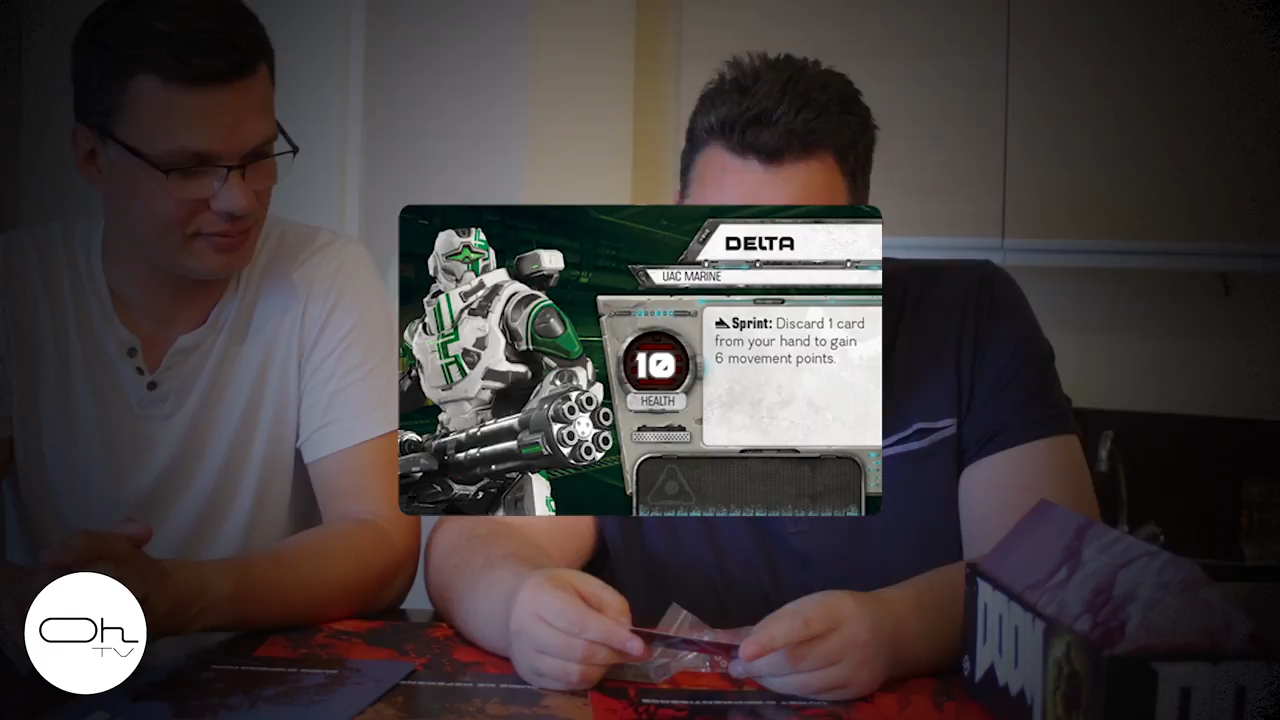 DELTA
UAC MARINE
Sprint: Discard 1 card
from your hand to gain
6 movement points.
10
HEALTH
DOOM
Oh
TV